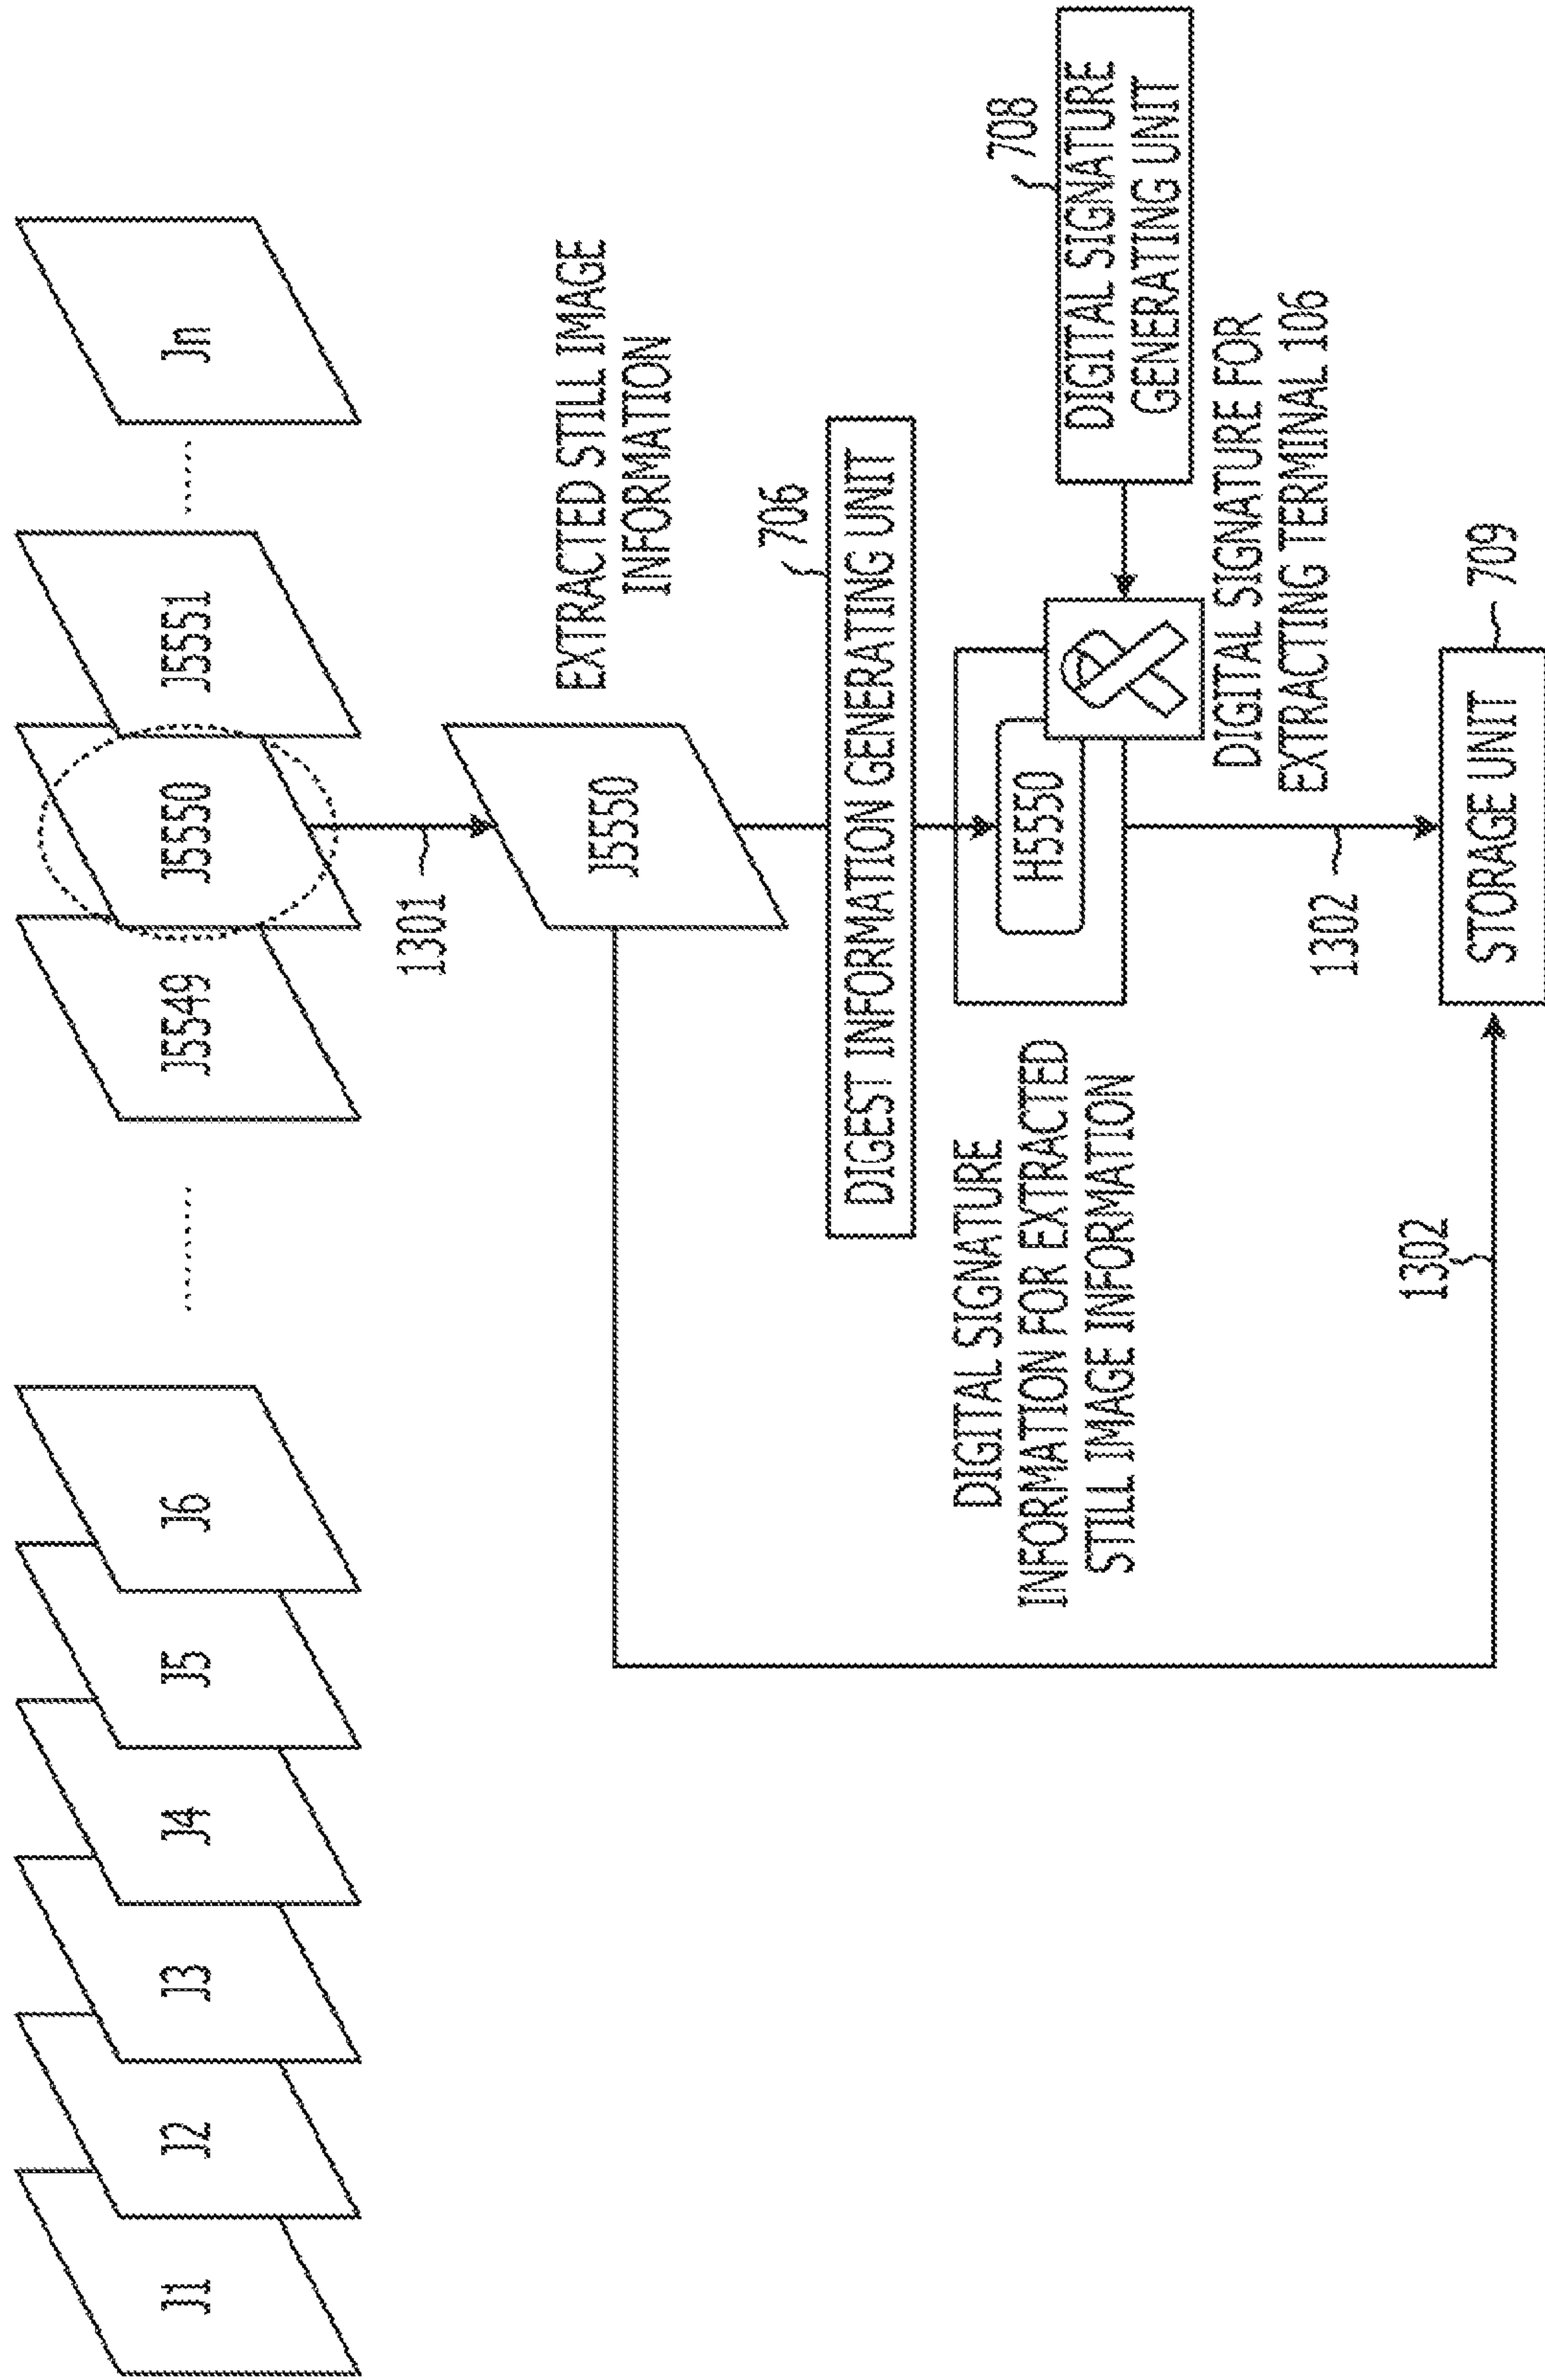 J1
J2
J3
J4
J5
J6
J5549
J5550
J5551
Jn
1301
J5550
EXTRACTED STILL IMAGE
INFORMATION
706
DIGEST INFORMATION GENERATING UNIT
DIGITAL SIGNATURE
INFORMATION FOR EXTRACTED
STILL IMAGE INFORMATION
H5550
708
DIGITAL SIGNATURE
GENERATING UNIT
DIGITAL SIGNATURE FOR
EXTRACTING TERMINAL 106
1302
1302
STORAGE UNIT
709